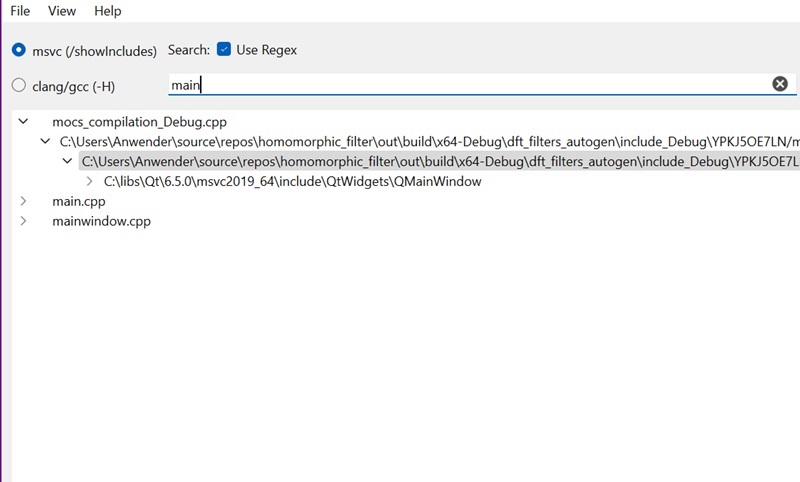 File View Help
msvc (/showIncludes) Search: Use Regex
clang/gcc (-H) main
mocs_compilation_Debug.cpp
C:\Users\Anwender\source\repos\homomorphic_filter\out\build\x64-Debug\dft_filters_autogen\include_Debug\YPKJ5OE7LN/m
C:\Users\Anwender\source\repos\homomorphic_filter\out\build\x64-Debug\dft_filters_autogen\include_Debug\YPKJ5OE7L
C:\libs\Qt\6.5.0\msvc2019_64\include\QtWidgets\QMainWindow
main.cpp
mainwindow.cpp